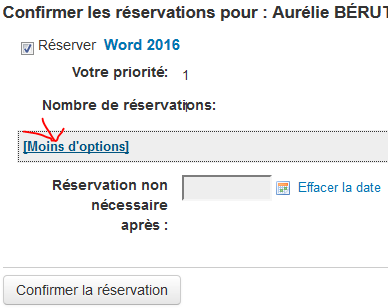 Confirmer les réservations pour : Aurélie BÉRUT
Réserver Word 2016
Votre priorité: 1
Nombre de réservations: 1
[Moins d'options]
Réservation non
nécessaire
après :
Effacer la date
Confirmer la réservation